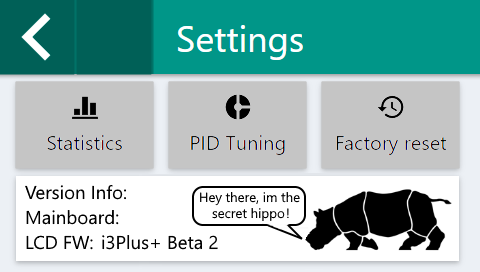 Settings
Statistics
PID Tuning
Factory reset
Version Info:
Mainboard:
LCD FW: i3Plus+ Beta 2
Hey there, im the
secret hippo!